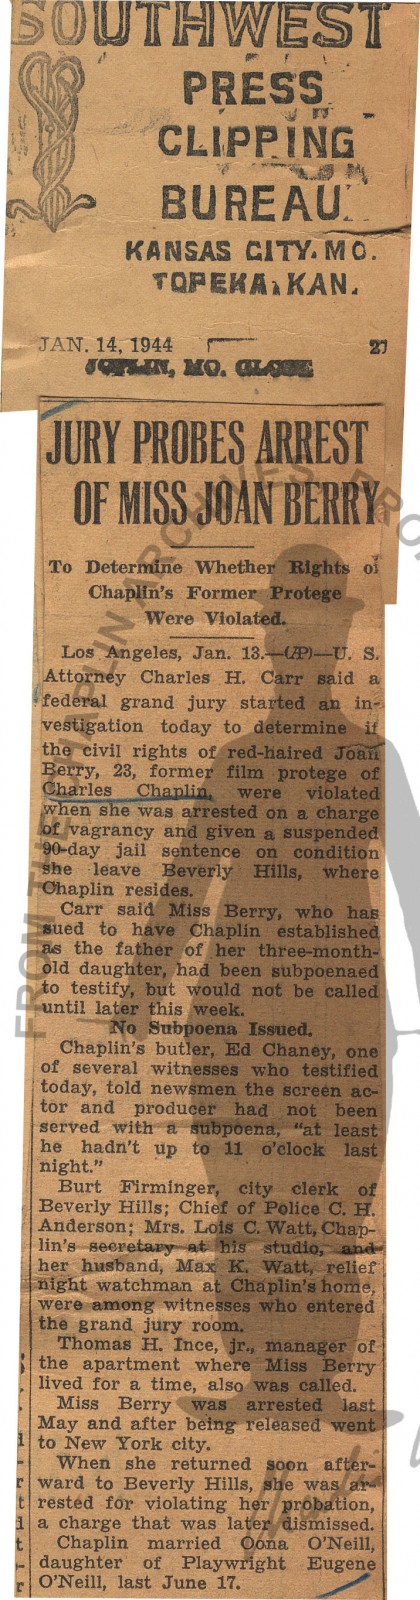 SOUTHWEST
PRESS
CLIPPING
BUREAU
KANSAS CITY, MO.
TOPEKA, KAN.
JAN. 14, 1944
27
JOPLIN, MO. GLOBE
JURY PROBES ARREST
OF MISS JOAN BERRY
To Determine Whether Rights of
Chaplin's Former Protege
Were Violated.
Los Angeles, Jan. 13.—(AP)—U. S.
Attorney Charles H. Carr said a
federal grand jury started an in-
vestigation today to determine if
the civil rights of red-haired Joan
Berry, 23, former film protege of
Charles Chaplin, were violated
when she was arrested on a charge
of vagrancy and given a suspended
90-day jail sentence on condition
she leave Beverly Hills, where
Chaplin resides.
Carr said Miss Berry, who has
sued to have Chaplin established
as the father of her three-month-
old daughter, had been subpoenaed
to testify, but would not be called
until later this week.
No Subpoena Issued.
Chaplin's butler, Ed Chaney, one
of several witnesses who testified
today, told newsmen the screen ac-
tor and producer had not been
served with a subpoena, "at least
he hadn't up to 11 o'clock last
night."
Burt Firminger, city clerk of
Beverly Hills; Chief of Police C. H.
Anderson; Mrs. Lois C. Watt, Chap-
lin's secretary at his studio, and
her husband, Max K. Watt, relief
night watchman at Chaplin's home,
were among witnesses who entered
the grand jury room.
Thomas H. Ince, jr., manager of
the apartment where Miss Berry
lived for a time, also was called.
Miss Berry was arrested last
May and after being released went
to New York city.
When she returned soon after-
ward to Beverly Hills, she was ar-
rested for violating her probation,
a charge that was later dismissed.
Chaplin married Oona O'Neill,
daughter of Playwright Eugene
O'Neill, last June 17.
FROM THE CHAPLIN ARCHIVES